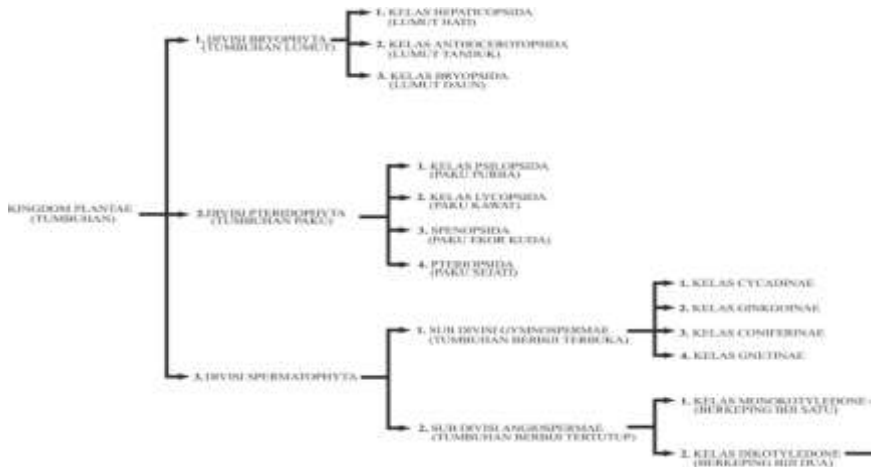 1. KELAS HEPATICOPSIDA
(LUMUT HATI)
1. DIVISI BRYOPHYTA
(TUMBUHAN LUMUT)
2. KELAS ANTHOCEROTOPSIDA
(LUMUT TANDUK)
3. KELAS BRYOPSIDA
(LUMUT DAUN)
KINGDOM PLANTAE
(TUMBUHAN)
2.DIVISI PTERIDOPHYTA
(TUMBUHAN PAKU)
1. KELAS PSILOPSIDA
(PAKU PURBA)
2. KELAS LYCOPSIDA
(PAKU KAWAT)
3. SPENOPSIDA
(PAKU EKOR KUDA)
4. PTERIOPSIDA
(PAKU SEJATI)
3. DIVISI SPERMATOPHYTA
1. SUB DIVISI GYMNOSPERMAE
(TUMBUHAN BERBIJI TERBUKA)
1. KELAS CYCADINAE
2. KELAS GINKGOINAE
3. KELAS CONIFERINAE
4. KELAS GNETINAE
2. SUB DIVISI ANGIOSPERMAE
(TUMBUHAN BERBIJI TERTUTUP)
1. KELAS MONOKOTYLEDONE
(BERKEPING BIJI SATU)
2. KELAS DIKOTYLEDONE
(BERKEPING BIJI DUA)